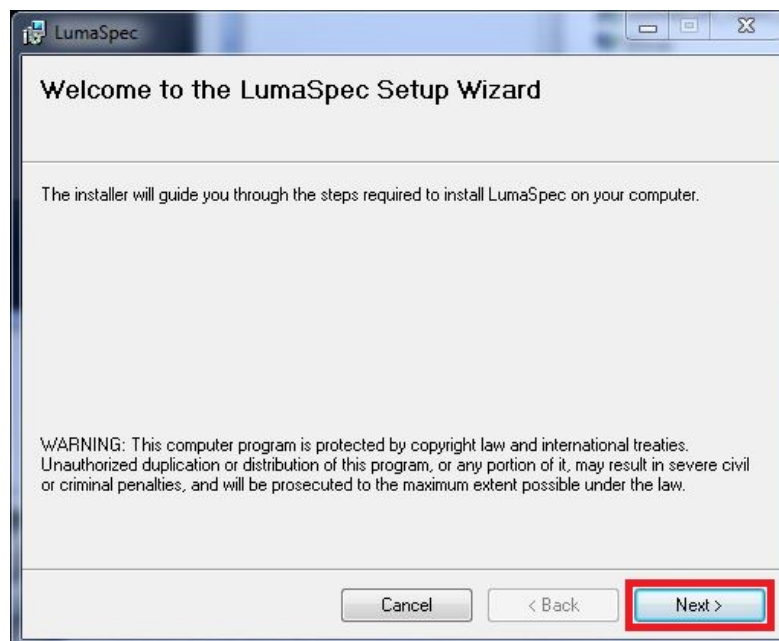 LumaSpec
Welcome to the LumaSpec Setup Wizard
The installer will guide you through the steps required to install LumaSpec on your computer.
WARNING: This computer program is protected by copyright law and international treaties.
Unauthorized duplication or distribution of this program, or any portion of it, may result in severe civil
or criminal penalties, and will be prosecuted to the maximum extent possible under the law.
Cancel < Back Next >